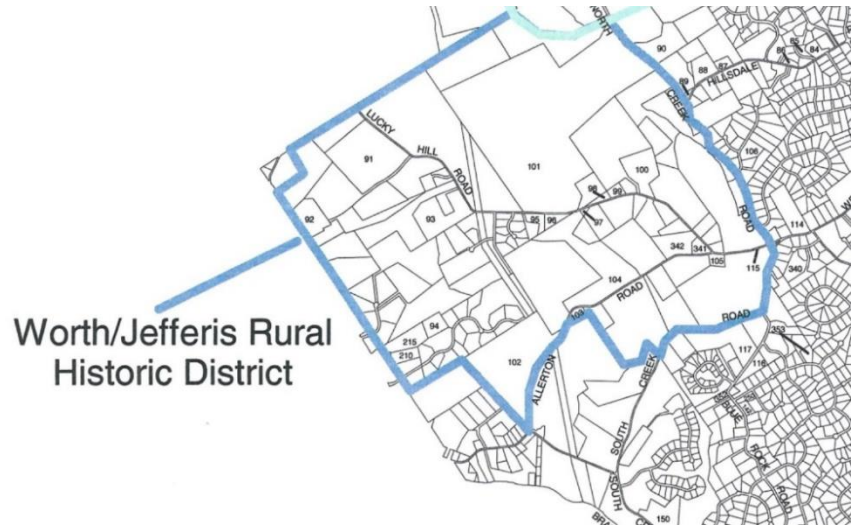 WORTH
90
88
87
85
86
84
HILLSDALE
89
CREEK
106
LUCKY
HILL
ROAD
91
101
100
98
99
92
93
95
96
97
ROAD
114
342
341
105
115
340
104
ROAD
ROAD
103
353
94
215
210
102
ALLERTON
CREEK
117
116
SOUTH
BLUE
ROCK
ROAD
SOUTH
150
Worth/Jefferis Rural
Historic District